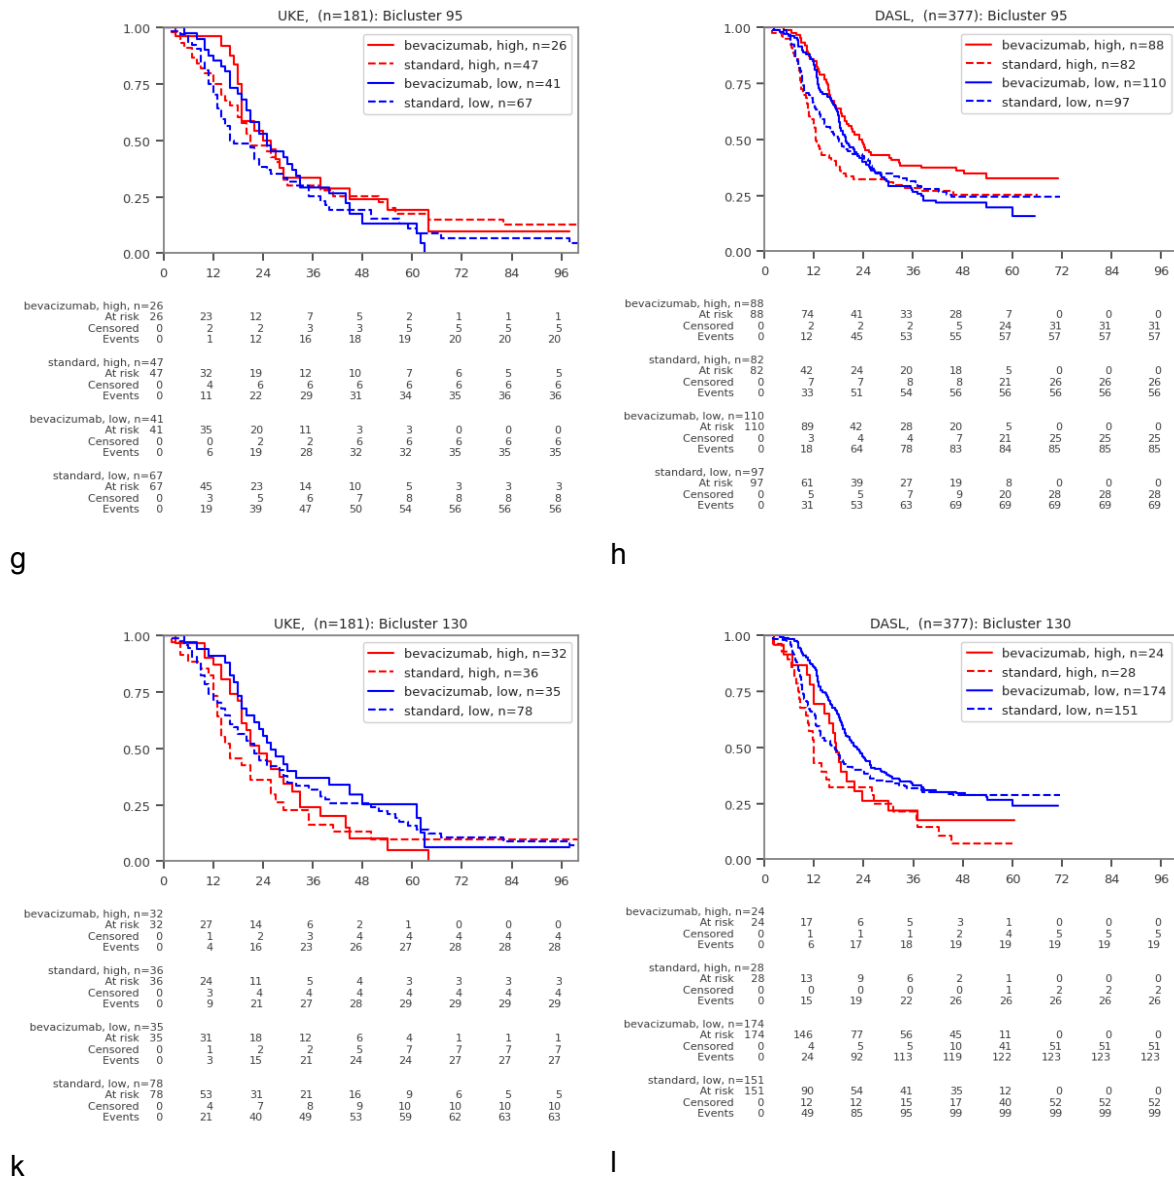 UKE,  (n=181): Bicluster 95
1.00
0.75
0.50
0.25
0.00
bevacizumab, high, n=26
standard, high, n=47
bevacizumab, low, n=41
standard, low, n=67
0 12 24 36 48 60 72 84 96
bevacizumab, high, n=26
At risk 26 23 12 7 5 2 1 1 1
Censored 0 2 2 3 3 5 5 5 5
Events 0 1 12 16 18 19 20 20 20
standard, high, n=47
At risk 47 32 19 12 10 7 6 5 5
Censored 0 4 6 6 6 6 6 6 6
Events 0 11 22 29 31 34 35 36 36
bevacizumab, low, n=41
At risk 41 35 20 11 3 3 0 0 0
Censored 0 0 2 2 6 6 6 6 6
Events 0 6 19 28 32 32 35 35 35
standard, low, n=67
At risk 67 45 23 14 10 5 3 3 3
Censored 0 3 5 6 7 8 8 8 8
Events 0 19 39 47 50 54 56 56 56
g
DASL,  (n=377): Bicluster 95
1.00
0.75
0.50
0.25
0.00
bevacizumab, high, n=88
standard, high, n=82
bevacizumab, low, n=110
standard, low, n=97
0 12 24 36 48 60 72 84 96
bevacizumab, high, n=88
At risk 88 74 41 33 28 7 0 0 0
Censored 0 2 2 2 5 24 31 31 31
Events 0 12 45 53 55 57 57 57 57
standard, high, n=82
At risk 82 42 24 20 18 5 0 0 0
Censored 0 7 7 8 8 21 26 26 26
Events 0 33 51 54 56 56 56 56 56
bevacizumab, low, n=110
At risk 110 89 42 28 20 5 0 0 0
Censored 0 3 4 4 7 21 25 25 25
Events 0 18 64 78 83 84 85 85 85
standard, low, n=97
At risk 97 61 39 27 19 8 0 0 0
Censored 0 5 5 7 9 20 28 28 28
Events 0 31 53 63 69 69 69 69 69
h
UKE,  (n=181): Bicluster 130
1.00
0.75
0.50
0.25
0.00
bevacizumab, high, n=32
standard, high, n=36
bevacizumab, low, n=35
standard, low, n=78
0 12 24 36 48 60 72 84 96
bevacizumab, high, n=32
At risk 32 27 14 6 2 1 0 0 0
Censored 0 1 2 3 4 4 4 4 4
Events 0 4 16 23 26 27 28 28 28
standard, high, n=36
At risk 36 24 11 5 4 3 3 3 3
Censored 0 3 4 4 4 4 4 4 4
Events 0 9 21 27 28 29 29 29 29
bevacizumab, low, n=35
At risk 35 31 18 12 6 4 1 1 1
Censored 0 1 2 2 5 7 7 7 7
Events 0 3 15 21 24 24 27 27 27
standard, low, n=78
At risk 78 53 31 21 16 9 6 5 5
Censored 0 4 7 8 9 10 10 10 10
Events 0 21 40 49 53 59 62 63 63
k
DASL,  (n=377): Bicluster 130
1.00
0.75
0.50
0.25
0.00
bevacizumab, high, n=24
standard, high, n=28
bevacizumab, low, n=174
standard, low, n=151
0 12 24 36 48 60 72 84 96
bevacizumab, high, n=24
At risk 24 17 6 5 3 1 0 0 0
Censored 0 1 1 1 2 4 5 5 5
Events 0 6 17 18 19 19 19 19 19
standard, high, n=28
At risk 28 13 9 6 2 1 0 0 0
Censored 0 0 0 0 0 1 2 2 2
Events 0 15 19 22 26 26 26 26 26
bevacizumab, low, n=174
At risk 174 146 77 56 45 11 0 0 0
Censored 0 4 5 5 10 41 51 51 51
Events 0 24 92 113 119 122 123 123 123
standard, low, n=151
At risk 151 90 54 41 35 12 0 0 0
Censored 0 12 12 15 17 40 52 52 52
Events 0 49 85 95 99 99 99 99 99
l